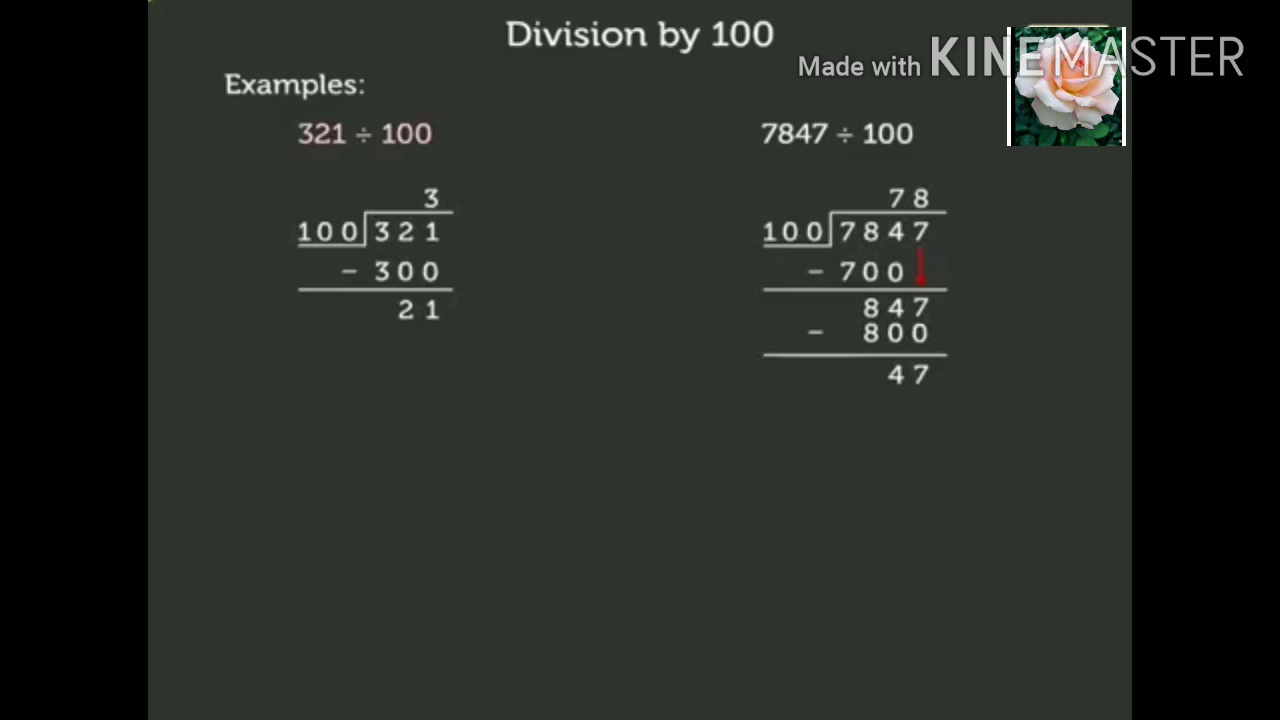 Division by 100
Made with KINEMASTER
Examples:
321 ÷ 100
3
100 321
− 300
21
7847 ÷ 100
78
100 7847
− 700
847
− 800
47